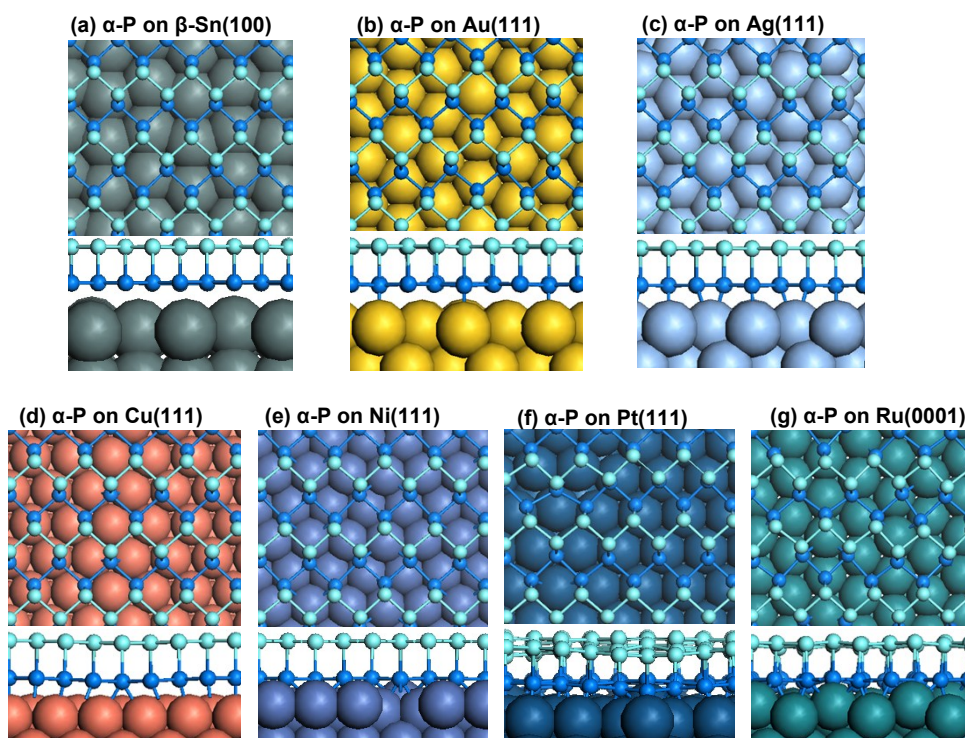 (a) α-P on β-Sn(100)
(b) α-P on Au(111)
(c) α-P on Ag(111)
(d) α-P on Cu(111)
(e) α-P on Ni(111)
(f) α-P on Pt(111)
(g) α-P on Ru(0001)